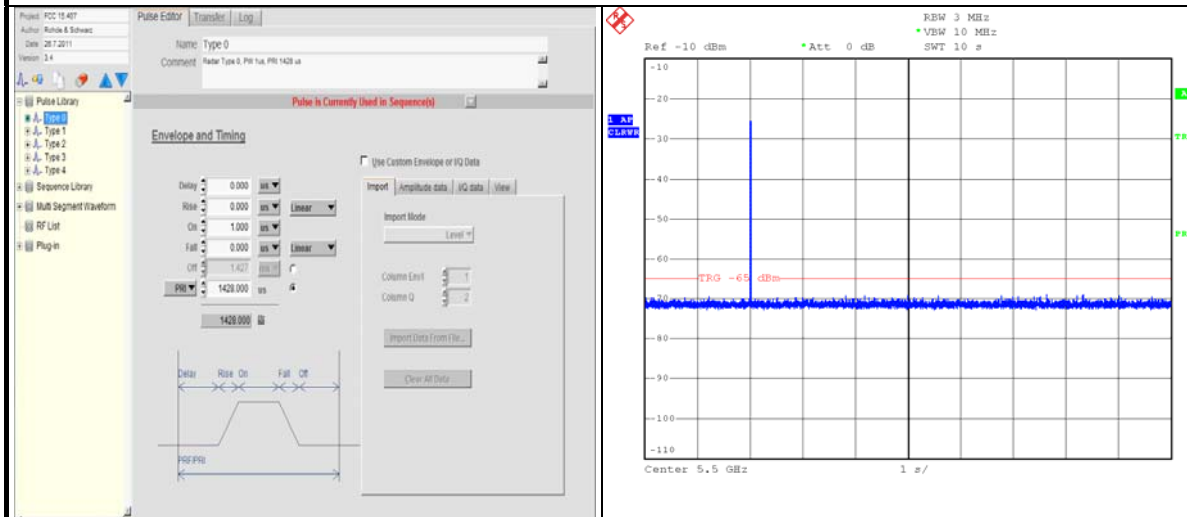 Project FCC 15.407
Author Rohde & Schwarz
Date 26.7.2011
Version 3.4
Pulse Library
Type 0
Type 1
Type 2
Type 3
Type 4
Sequence Library
Multi Segment Waveform
RF List
Plug-in
Pulse Editor Transfer Log
Name Type 0
Comment Radar Type 0, PW 1us, PRI 1428 us
Pulse is Currently Used in Sequence(s)
Envelope and Timing
Use Custom Envelope or I/Q Data
Delay 0.000 us
Rise 0.000 us Linear
On 1.000 us
Fall 0.000 us Linear
Off 1.427
PRI 1428.000 us
1428.000
Import Amplitude data I/Q data View
Import Mode
Level
Column Env/I 1
Column Q 2
Import Data From File...
Clear All Data
Delay Rise On Fall Off
PRF/PRI
RBW 3 MHz
*VBW 10 MHz
Ref -10 dBm *Att 0 dB SWT 10 s
1 AP
CLRWR
A
TR
PR
-10
-20
-30
-40
-50
-60
TRG -65 dBm
-70
-80
-90
-100
-110
Center 5.5 GHz 1 s/